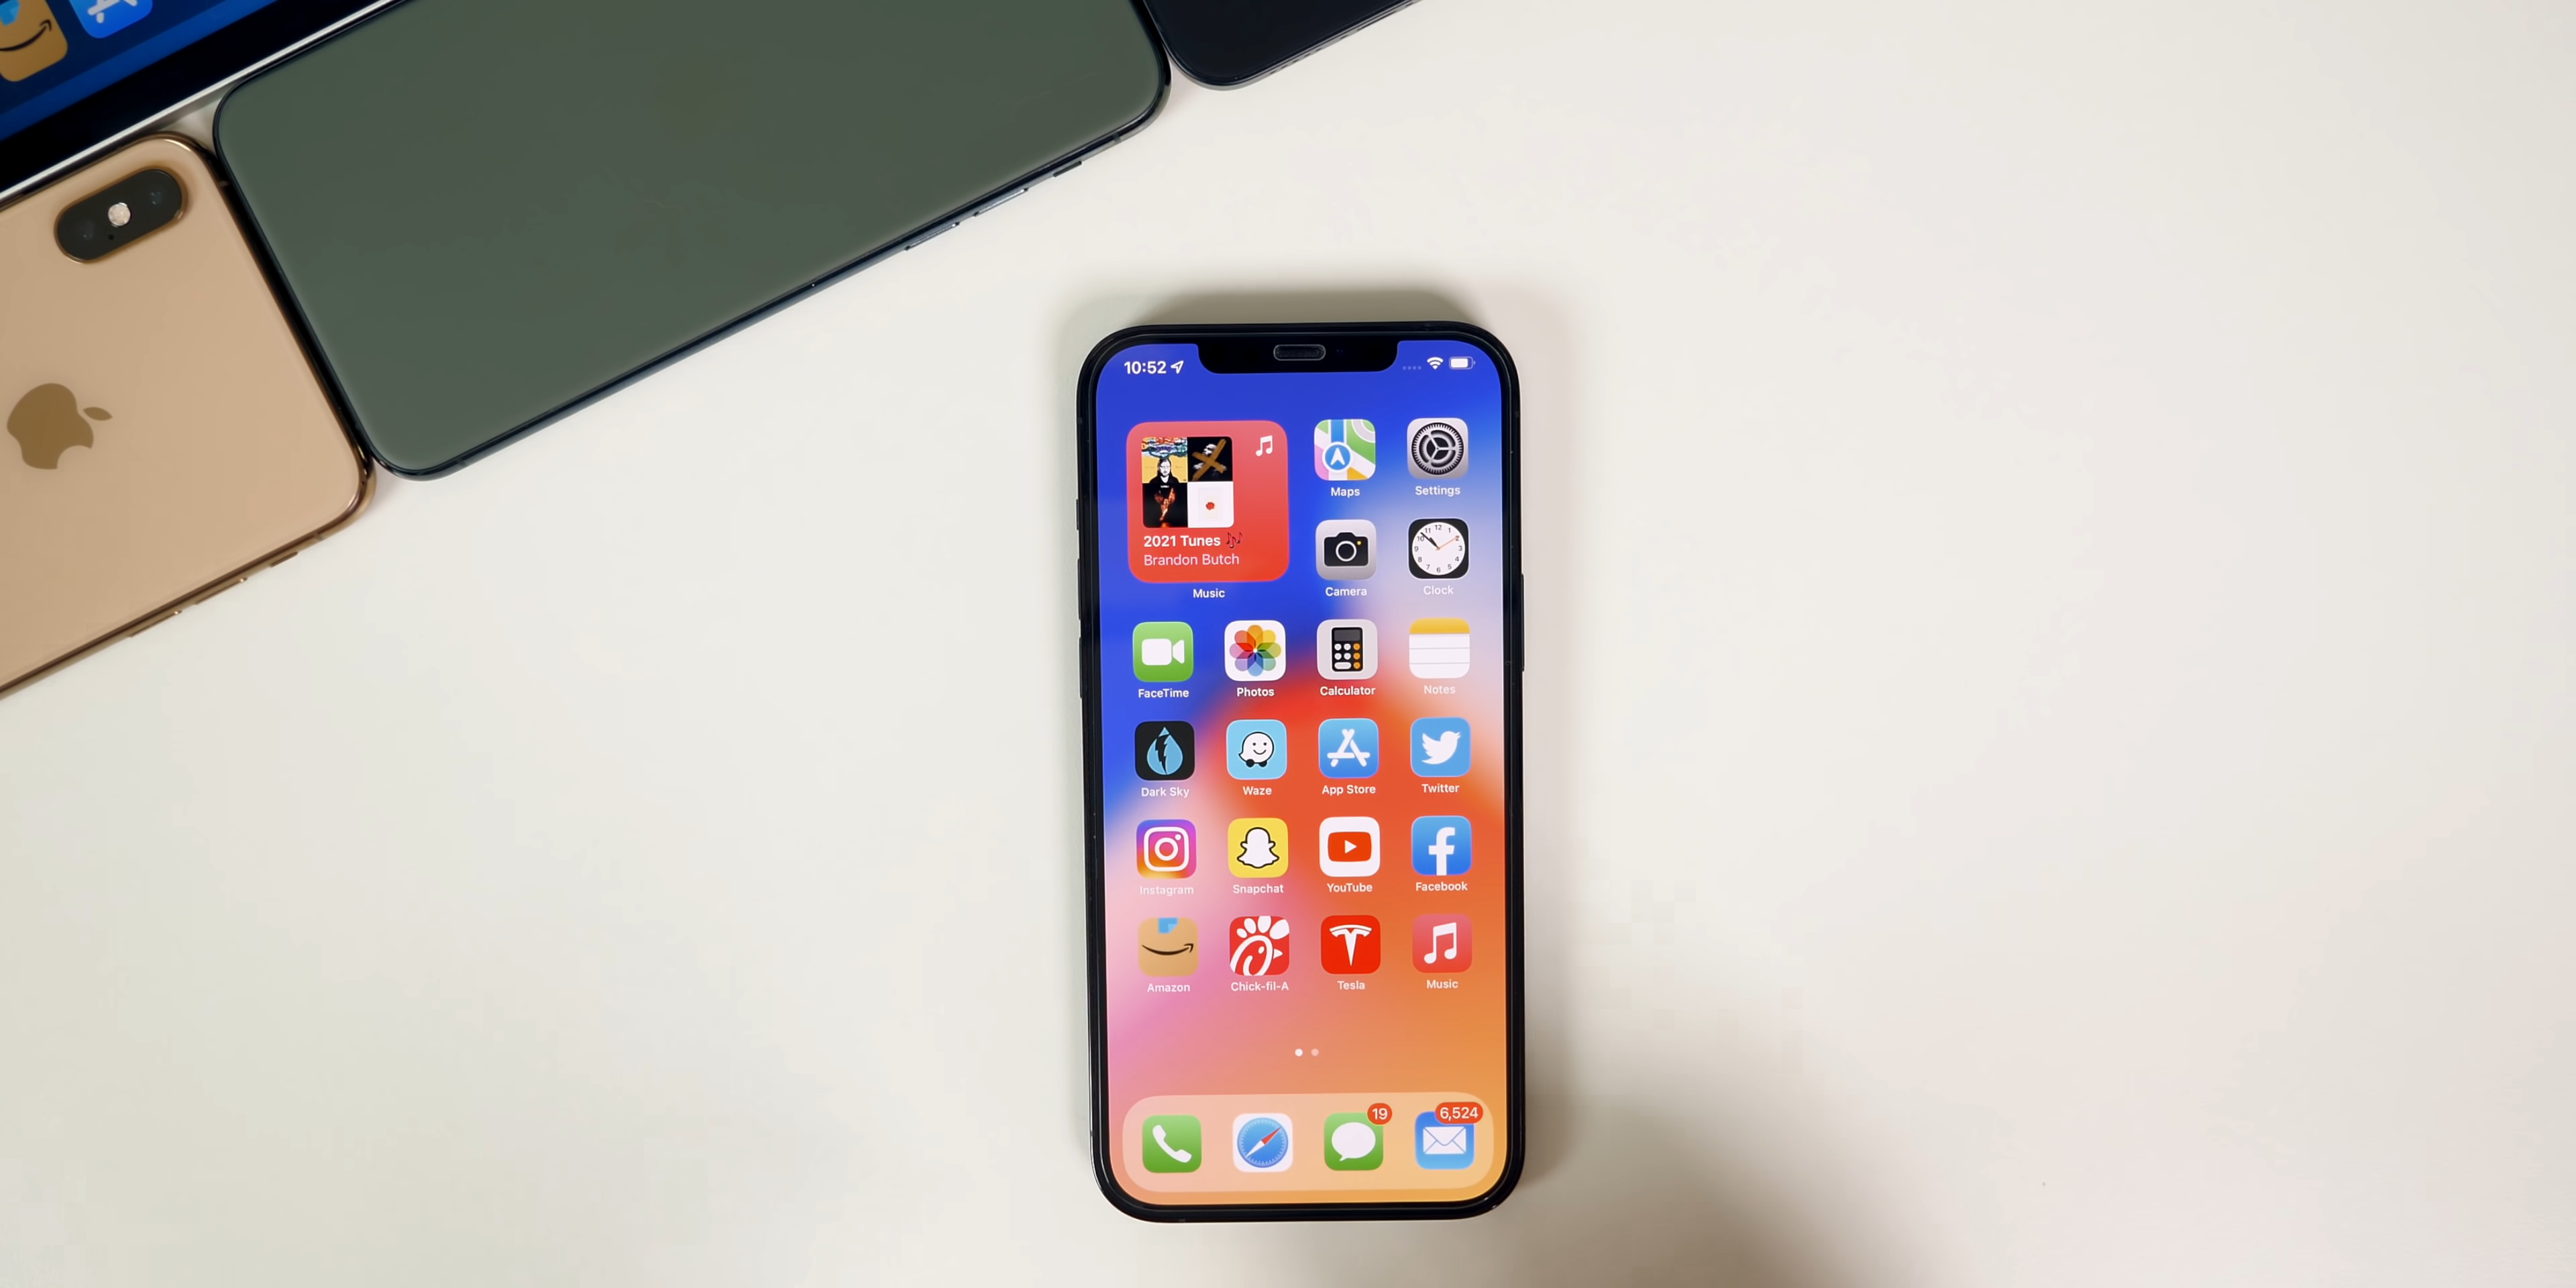 10:52
2021 Tunes
Brandon Butch
Music
Maps
Settings
Camera
Clock
FaceTime
Photos
Calculator
Notes
Dark Sky
Waze
App Store
Twitter
Instagram
Snapchat
YouTube
Facebook
Amazon
Chick-fil-A
Tesla
Music
19
6,524